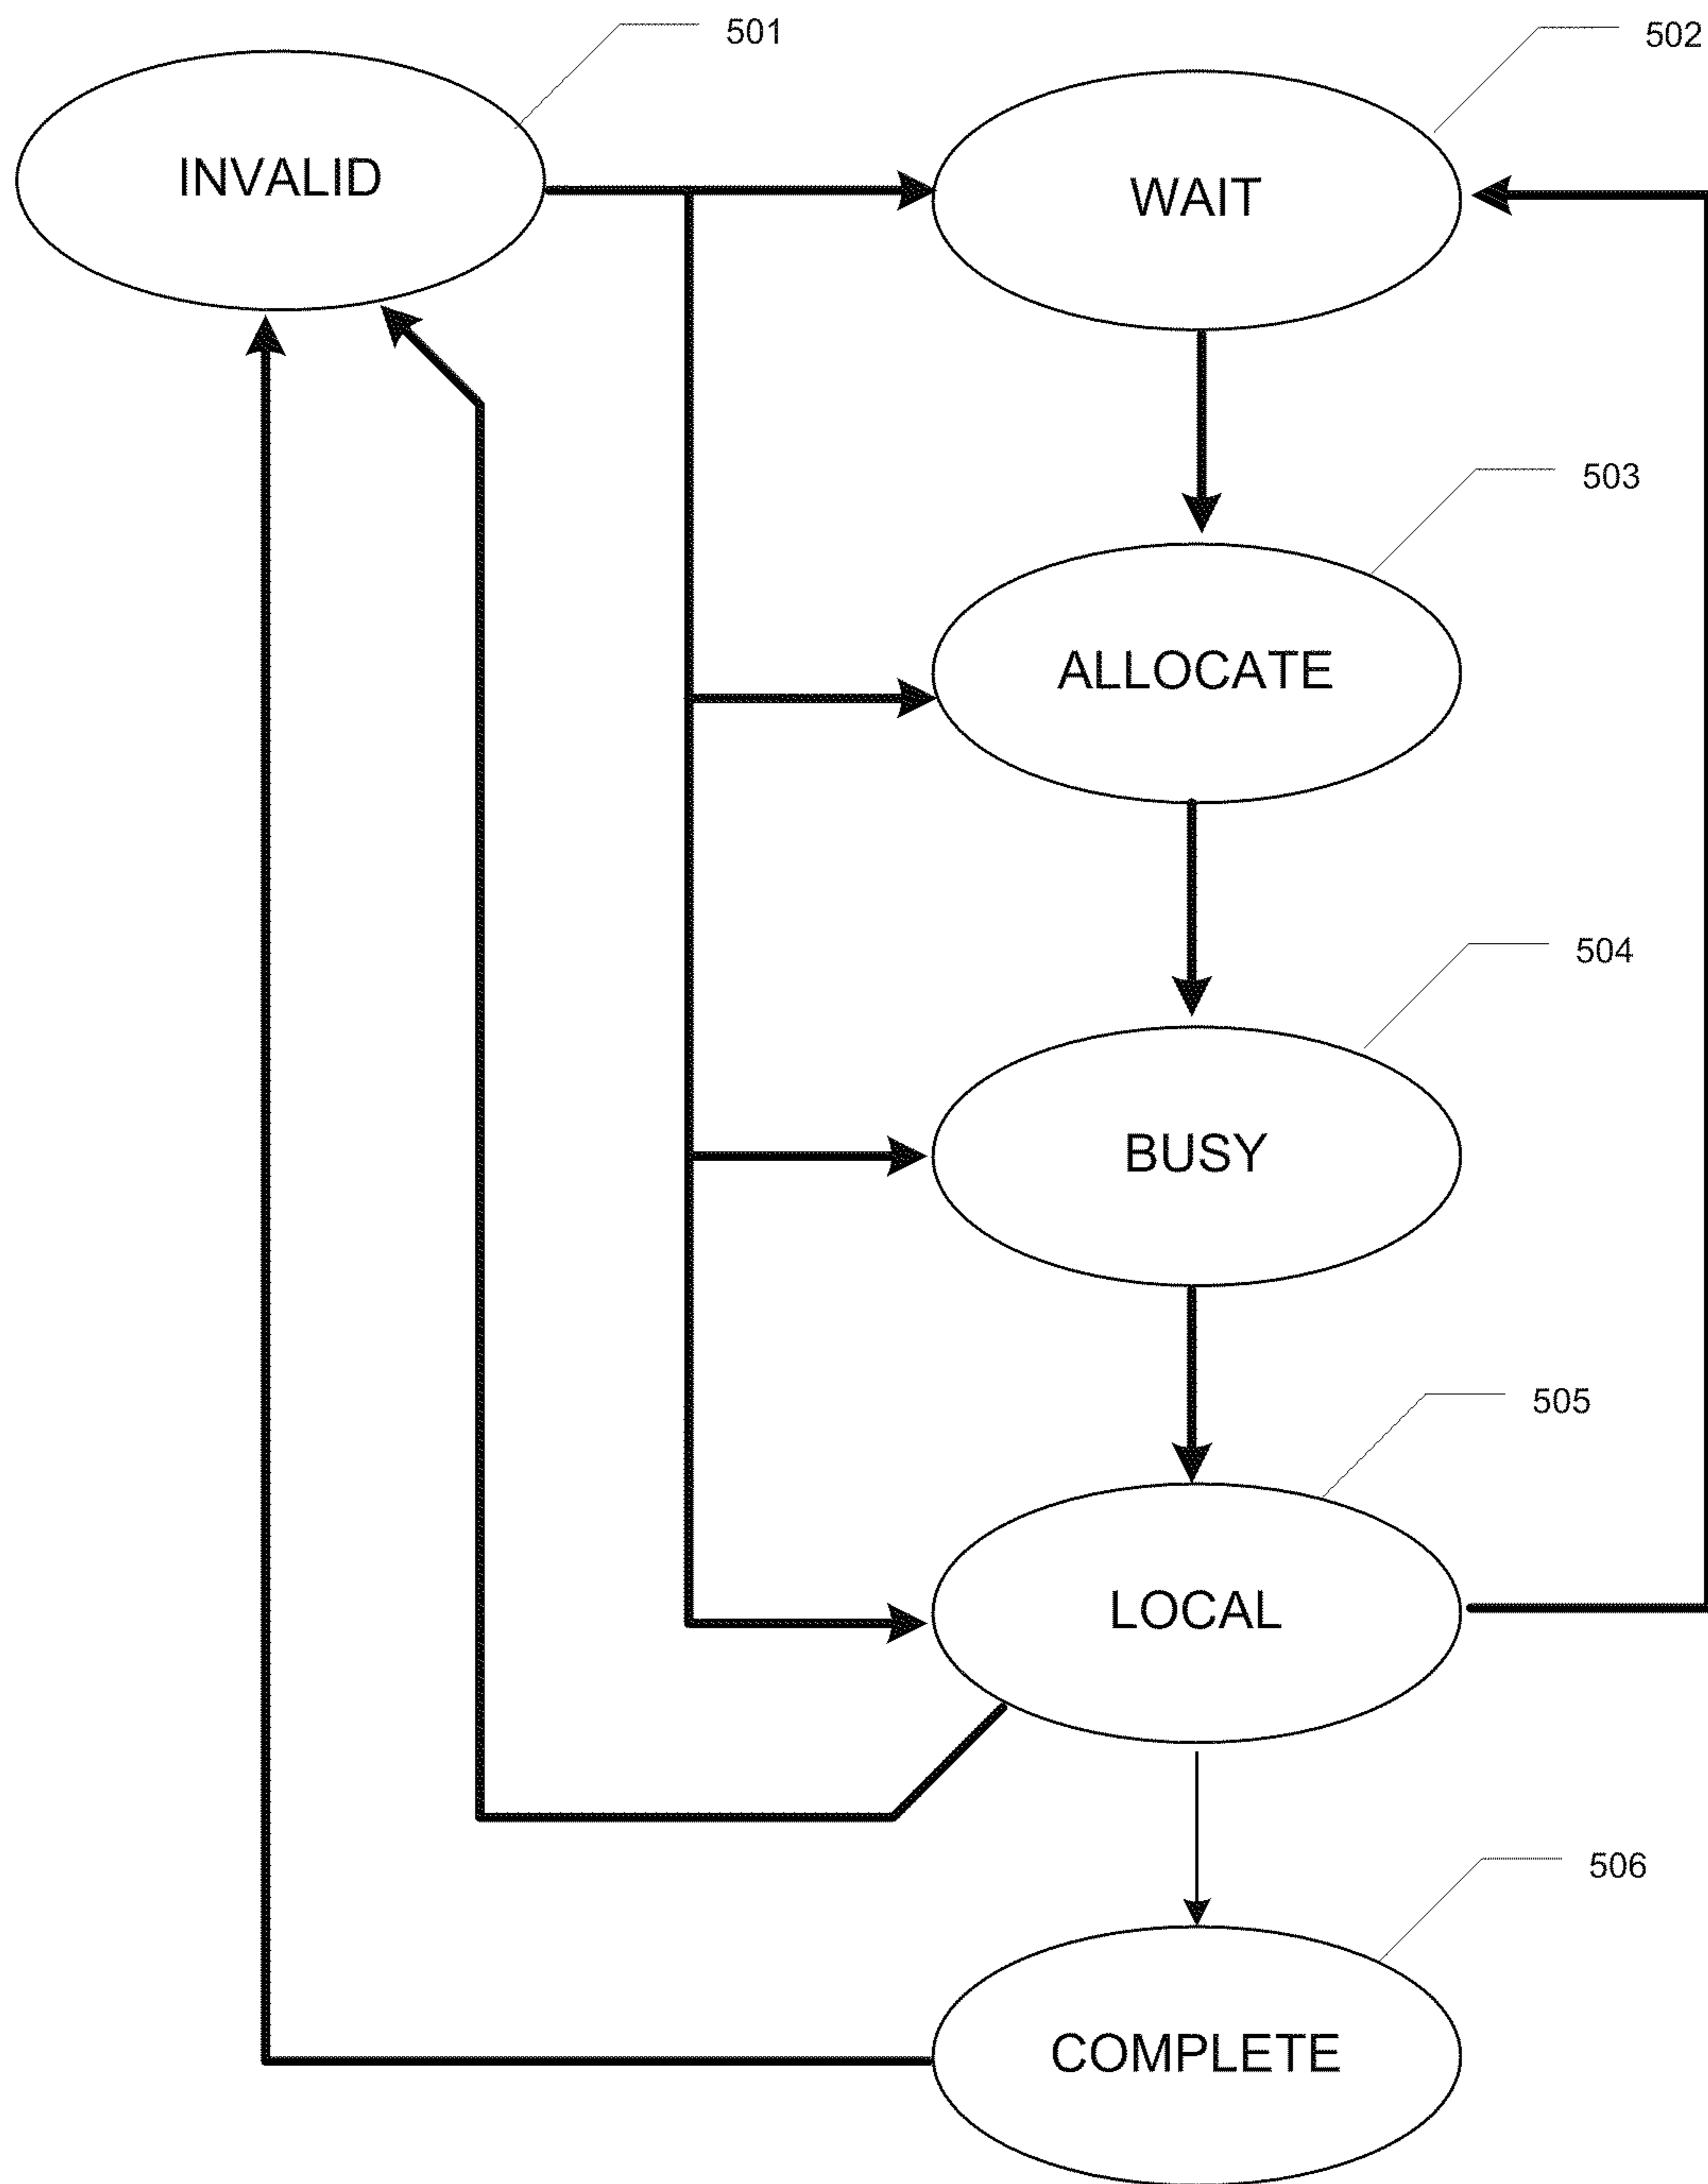 501
INVALID
502
WAIT
503
ALLOCATE
504
BUSY
505
LOCAL
506
COMPLETE